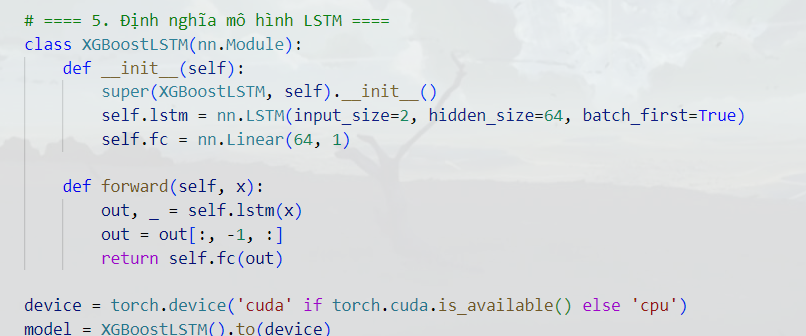 # ==== 5. Định nghĩa mô hình LSTM ====
class XGBoostLSTM(nn.Module):
    def __init__(self):
        super(XGBoostLSTM, self).__init__()
        self.lstm = nn.LSTM(input_size=2, hidden_size=64, batch_first=True)
        self.fc = nn.Linear(64, 1)

    def forward(self, x):
        out, _ = self.lstm(x)
        out = out[:, -1, :]
        return self.fc(out)

device = torch.device('cuda' if torch.cuda.is_available() else 'cpu')
model = XGBoostLSTM().to(device)